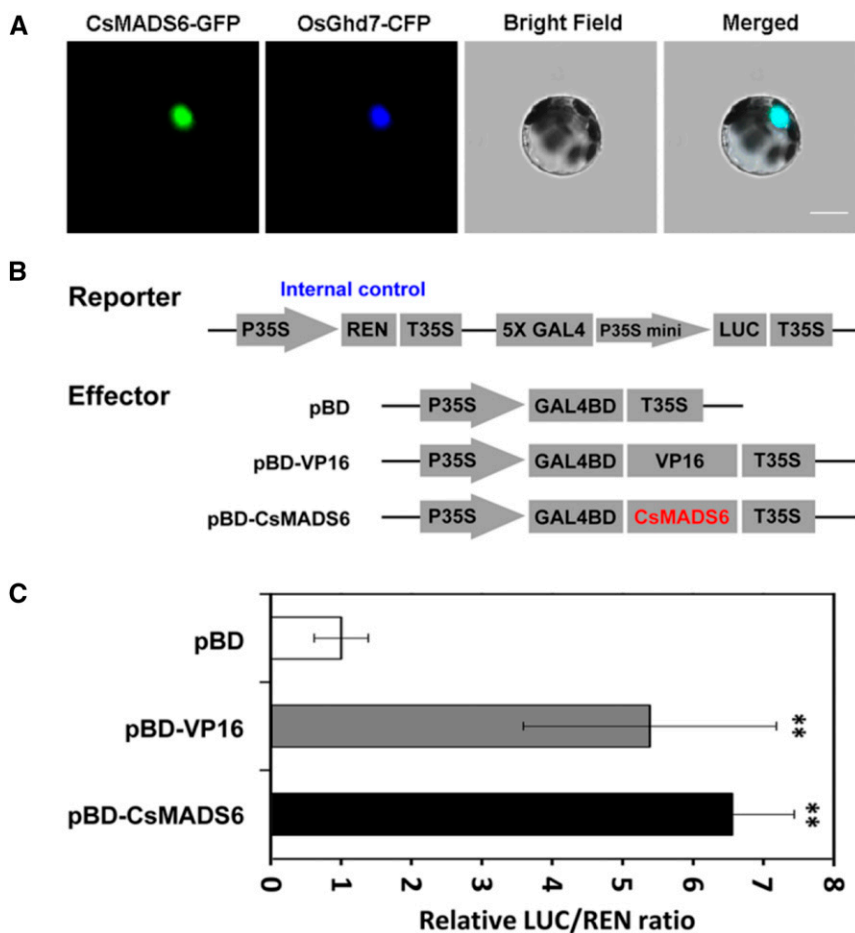 A
CsMADS6-GFP OsGhd7-CFP Bright Field Merged
B
Reporter
Internal control
P35S REN T35S 5X GAL4 P35S mini LUC T35S
Effector
pBD P35S GAL4BD T35S
pBD-VP16 P35S GAL4BD VP16 T35S
pBD-CsMADS6 P35S GAL4BD CsMADS6 T35S
C
pBD
pBD-VP16 **
pBD-CsMADS6 **
0 1 2 3 4 5 6 7 8
Relative LUC/REN ratio